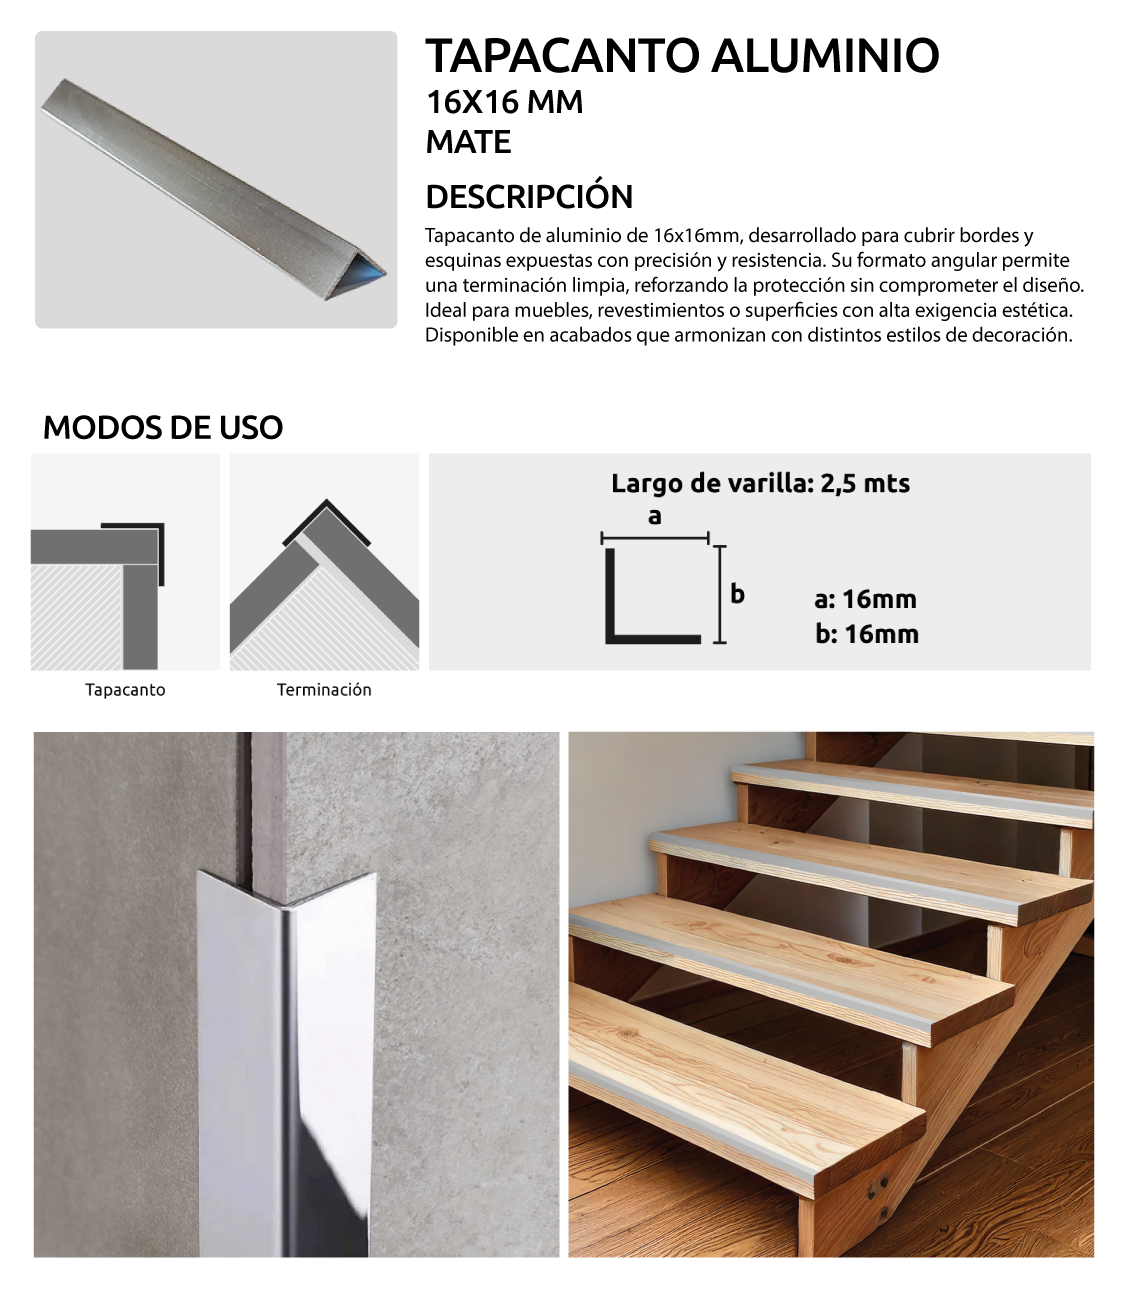 TAPACANTO ALUMINIO
16X16 MM
MATE
DESCRIPCIÓN
Tapacanto de aluminio de 16x16mm, desarrollado para cubrir bordes y
esquinas expuestas con precisión y resistencia. Su formato angular permite
una terminación limpia, reforzando la protección sin comprometer el diseño.
Ideal para muebles, revestimientos o superficies con alta exigencia estética.
Disponible en acabados que armonizan con distintos estilos de decoración.
MODOS DE USO
Largo de varilla: 2,5 mts
a
b
a: 16mm
b: 16mm
Tapacanto
Terminación